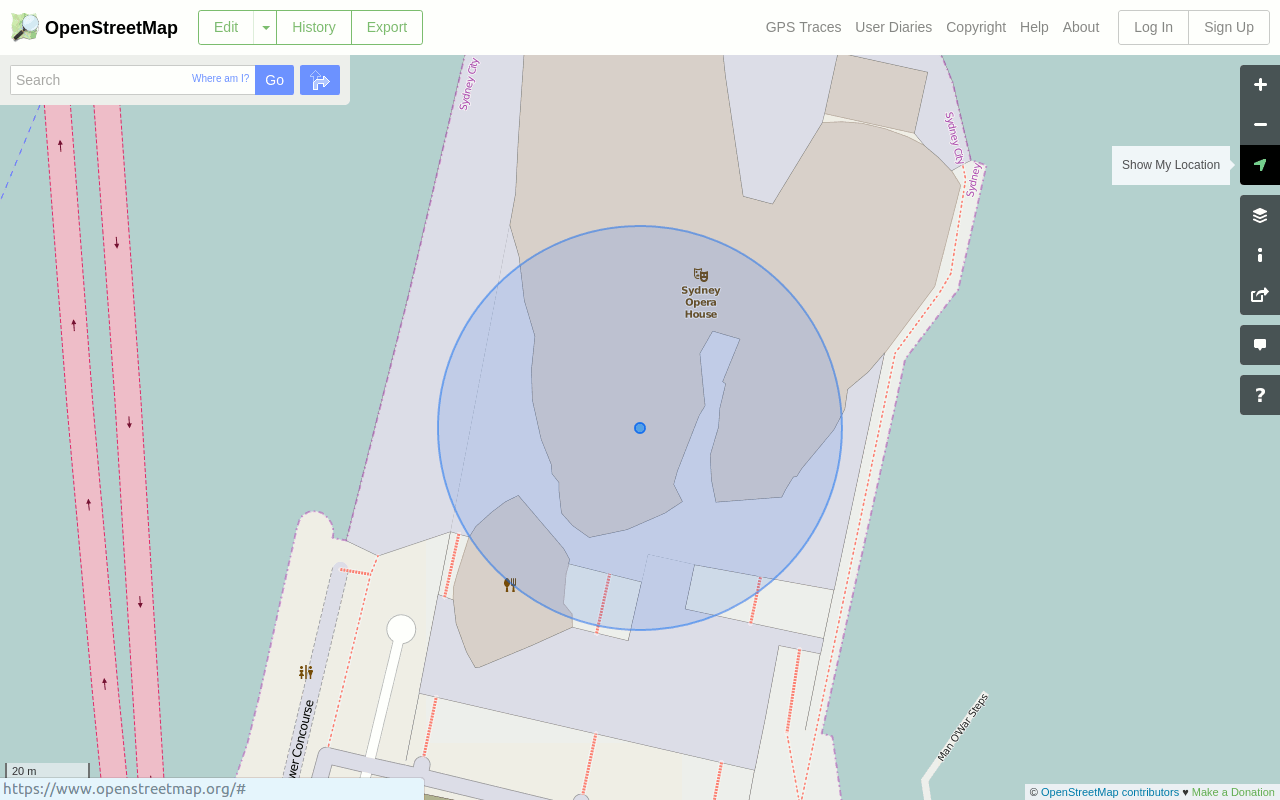 OpenStreetMap
Edit
History
Export
GPS Traces
User Diaries
Copyright
Help
About
Log In
Sign Up
Search
Where am I?
Go
Show My Location
Sydney City
Sydney City
Sydney
Sydney
Opera
House
wer Concourse
Man O'War Steps
20 m
https://www.openstreetmap.org/#
© OpenStreetMap contributors ♥ Make a Donation